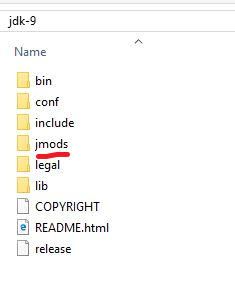 jdk-9
Name
bin
conf
include
jmods
legal
lib
COPYRIGHT
README.html
release